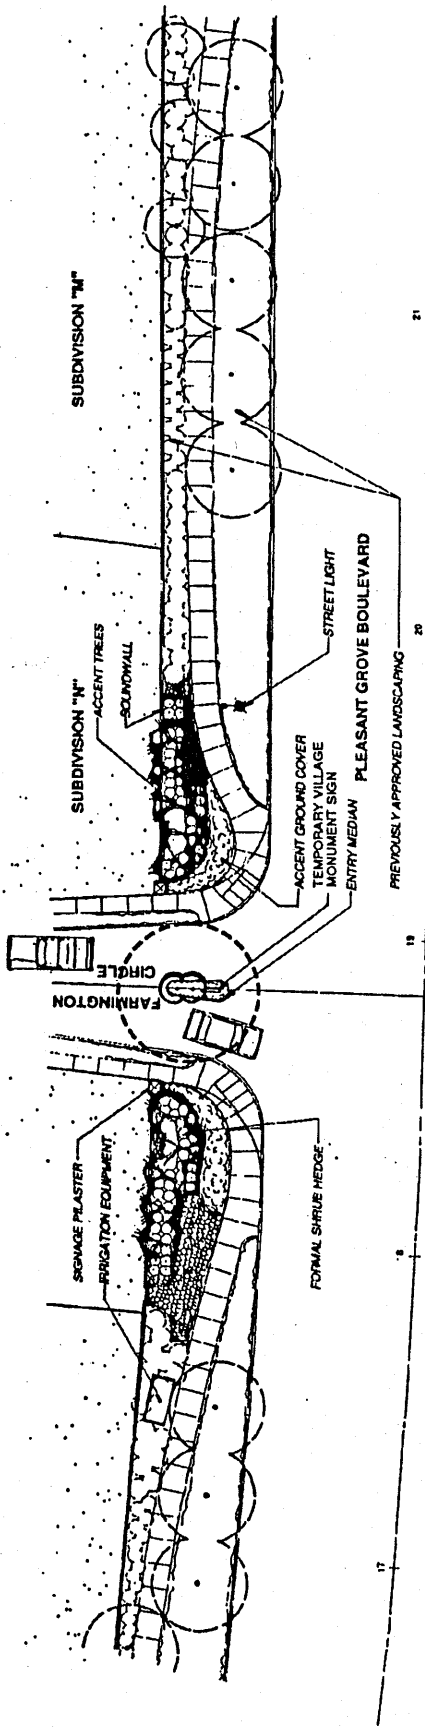 SUBDIVISION "M"
21
SUBDIVISION "N"
ACCENT TREES
SOUNDWALL
STREET LIGHT
PLEASANT GROVE BOULEVARD
20
PREVIOUSLY APPROVED LANDSCAPING
ACCENT GROUND COVER
TEMPORARY VILLAGE
MONUMENT SIGN
ENTRY MEDIAN
FARMINGTON
CIRCLE
19
SIGNAGE PILASTER
IRRIGATION EQUIPMENT
FORMAL SHRUB HEDGE
18
17